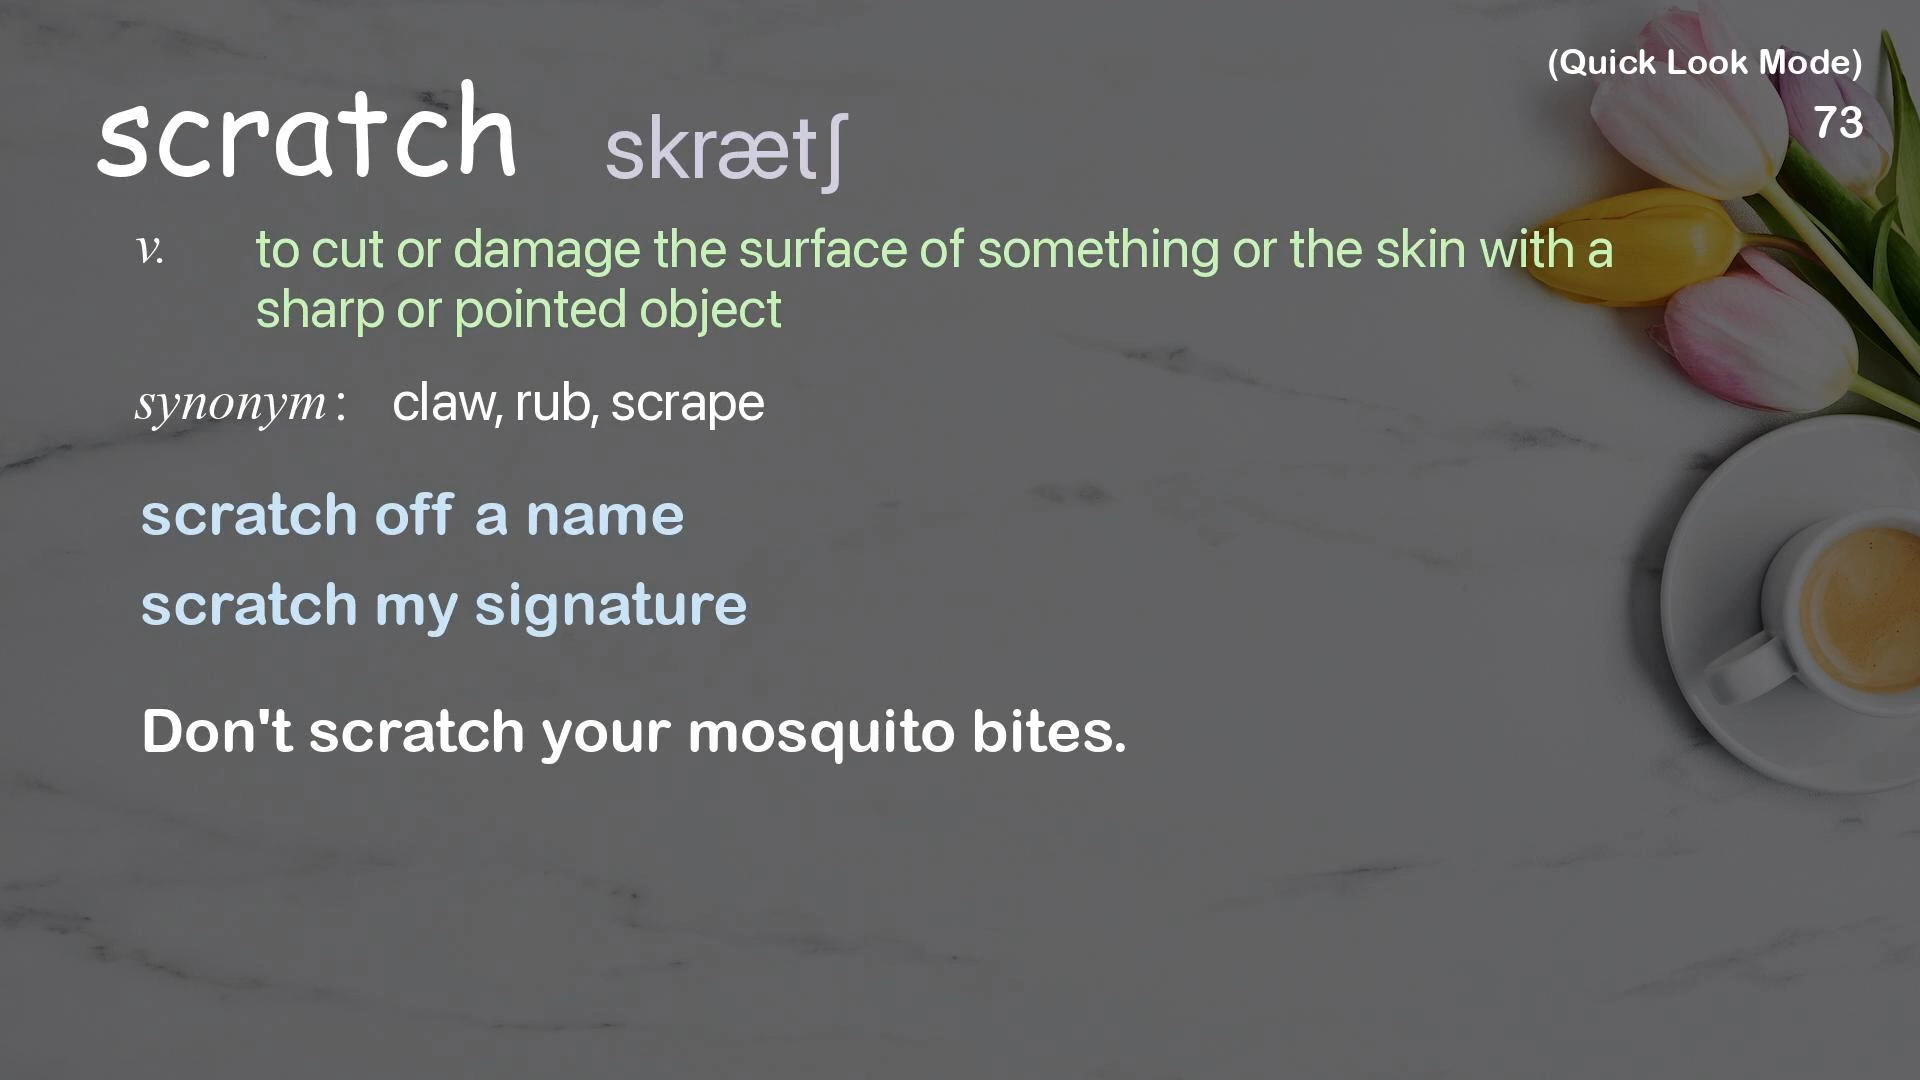 (Quick Look Mode)
73
scratch skrætʃ
v. to cut or damage the surface of something or the skin with a
sharp or pointed object
synonym: claw, rub, scrape
scratch off a name
scratch my signature
Don't scratch your mosquito bites.